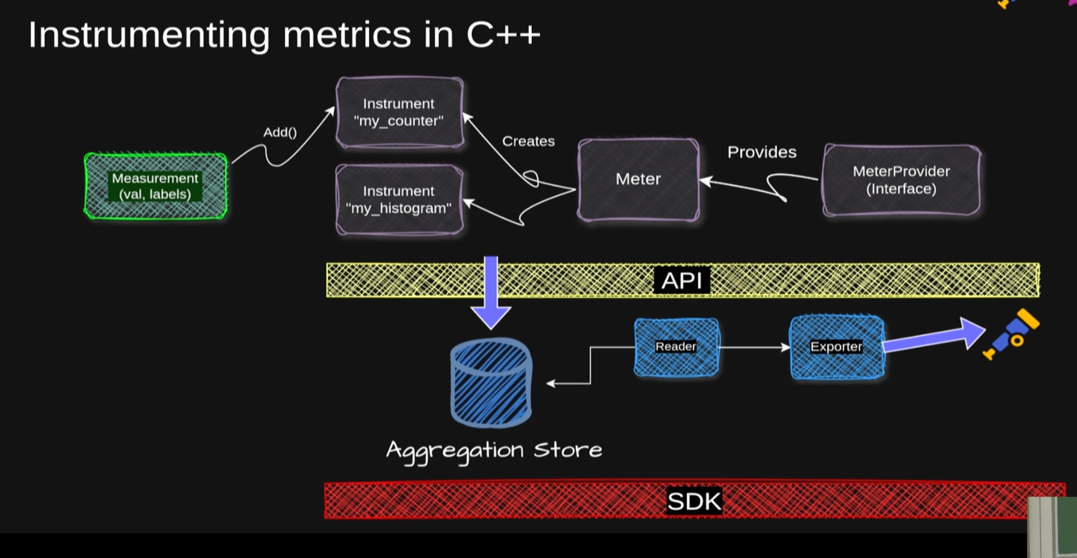 Instrumenting metrics in C++
Instrument
"my_counter"
Add()
Creates
Measurement
(val, labels)
Instrument
"my_histogram"
Meter
Provides
MeterProvider
(Interface)
API
Reader
Exporter
Aggregation Store
SDK